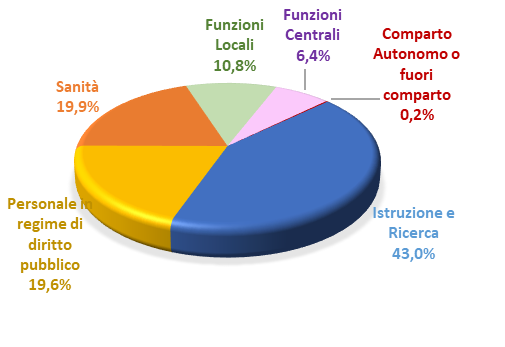 Funzioni
Locali
10,8%
Funzioni
Centrali
6,4%
Comparto
Autonomo o
fuori
comparto
0,2%
Sanità
19,9%
Personale in
regime di
diritto
pubblico
19,6%
Istruzione e
Ricerca
43,0%